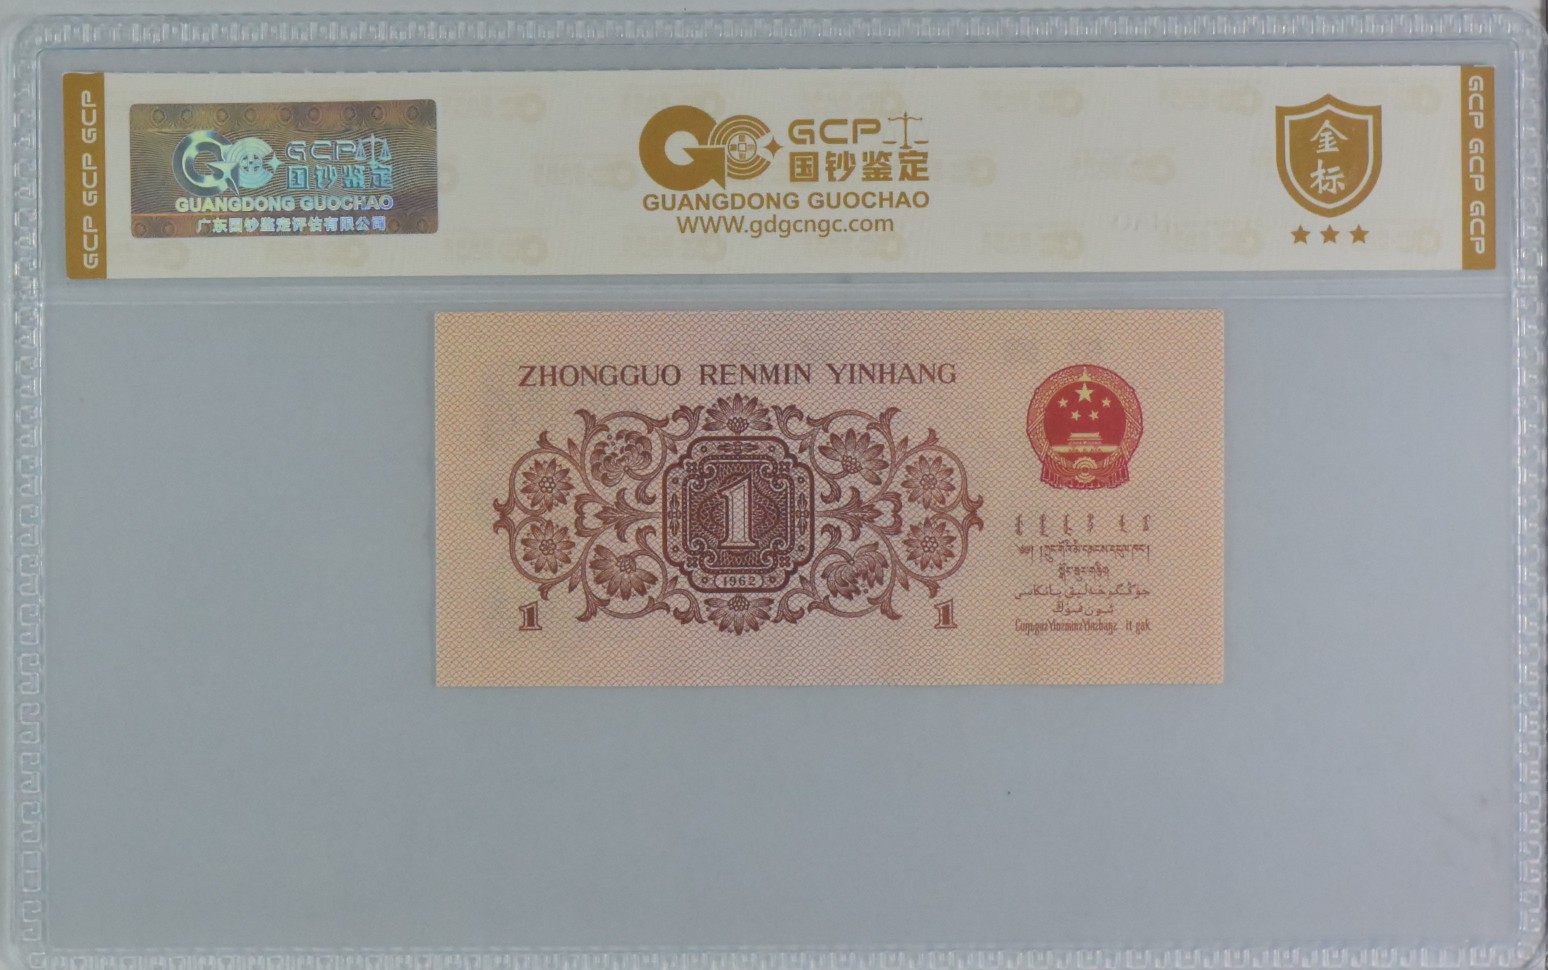 GCP GCP GCP
GCP
国钞鉴定
GUANGDONG GUOCHAO
广东国钞鉴定评估有限公司
GCP
国钞鉴定
GUANGDONG GUOCHAO
WWW.gdgcngc.com
金标
GCP GCP GCP
ZHONGGUO RENMIN YINHANG
1
1962
1
1